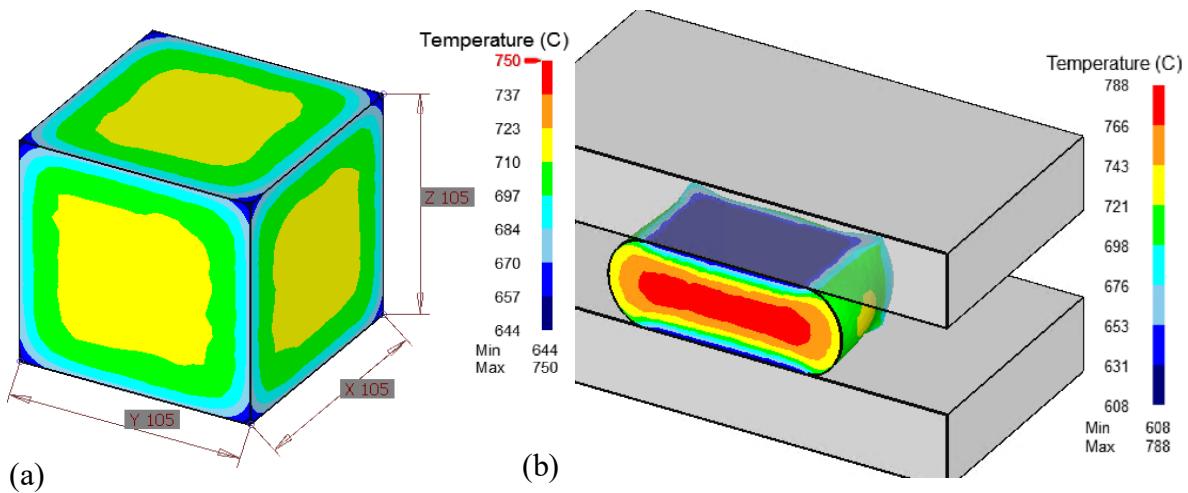 Temperature (C)
750
737
723
710
697
684
670
657
644
Min 644
Max 750
Z 105
X 105
Y 105
(a)
Temperature (C)
788
766
743
721
698
676
653
631
608
Min 608
Max 788
(b)